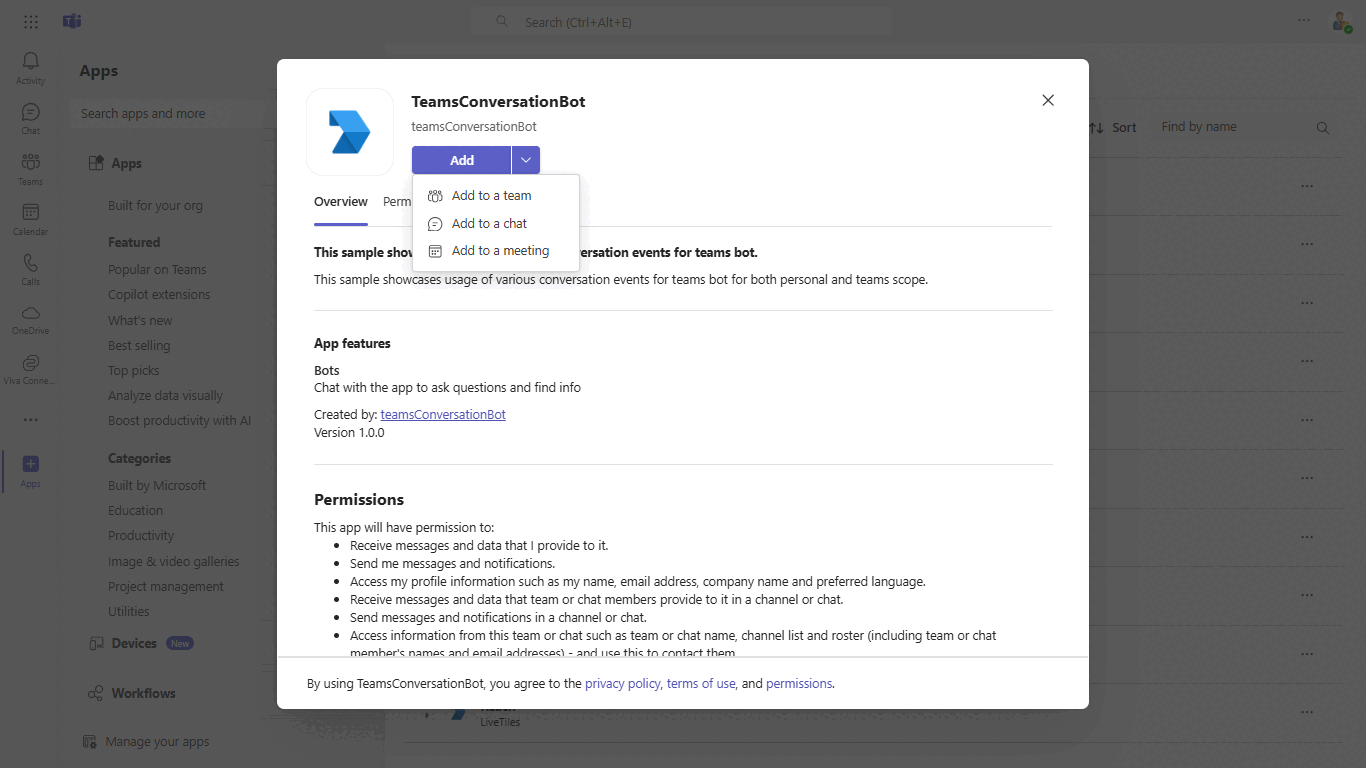 Search (Ctrl+Alt+E)
Activity
Chat
Teams
Calendar
Calls
OneDrive
Viva Conne...
Apps
Apps
Search apps and more
Apps
Built for your org
Featured
Popular on Teams
Copilot extensions
What's new
Best selling
Top picks
Analyze data visually
Boost productivity with AI
Categories
Built by Microsoft
Education
Productivity
Image & video galleries
Project management
Utilities
Devices New
Workflows
Manage your apps
Sort
Find by name
TeamsConversationBot
teamsConversationBot
Add
Add to a team
Add to a chat
Add to a meeting
Overview Perm
This sample show ersation events for teams bot.
This sample showcases usage of various conversation events for teams bot for both personal and teams scope.
App features
Bots
Chat with the app to ask questions and find info
Created by: teamsConversationBot
Version 1.0.0
Permissions
This app will have permission to:
Receive messages and data that I provide to it.
Send me messages and notifications.
Access my profile information such as my name, email address, company name and preferred language.
Receive messages and data that team or chat members provide to it in a channel or chat.
Send messages and notifications in a channel or chat.
Access information from this team or chat such as team or chat name, channel list and roster (including team or chat
member's names and email addresses) - and use this to contact them.
By using TeamsConversationBot, you agree to the privacy policy, terms of use, and permissions.
LiveTiles